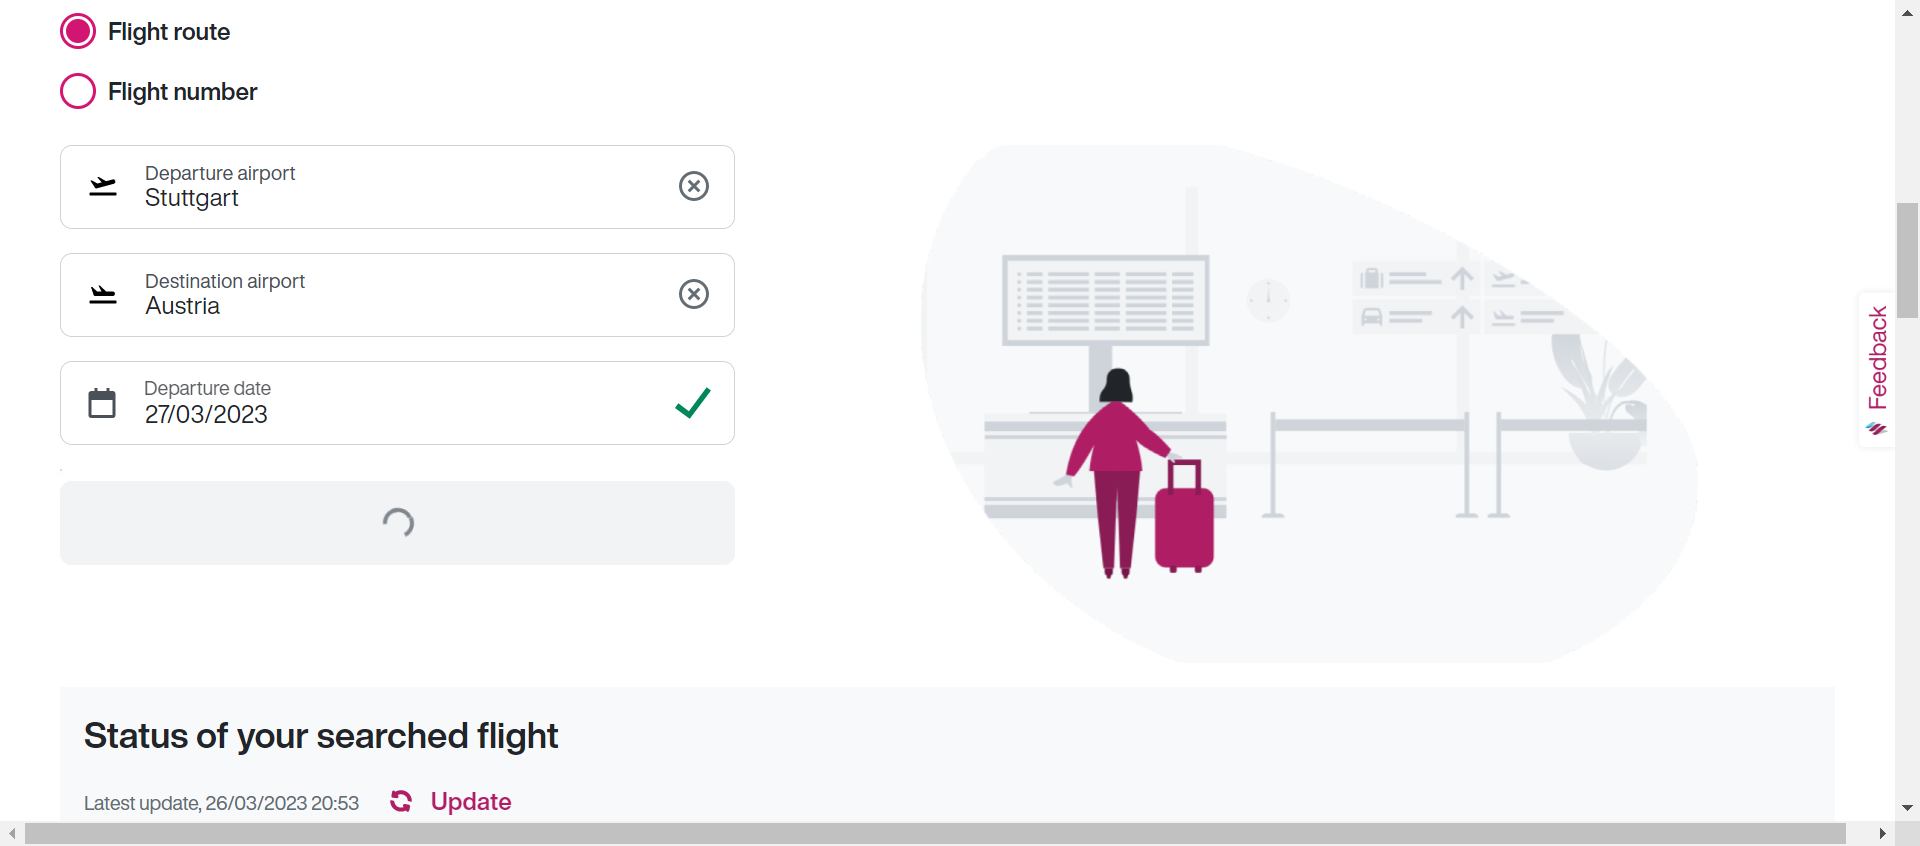 Flight route
Flight number
Departure airport
Stuttgart
Destination airport
Austria
Departure date
27/03/2023
Feedback
Status of your searched flight
Latest update, 26/03/2023 20:53
Update